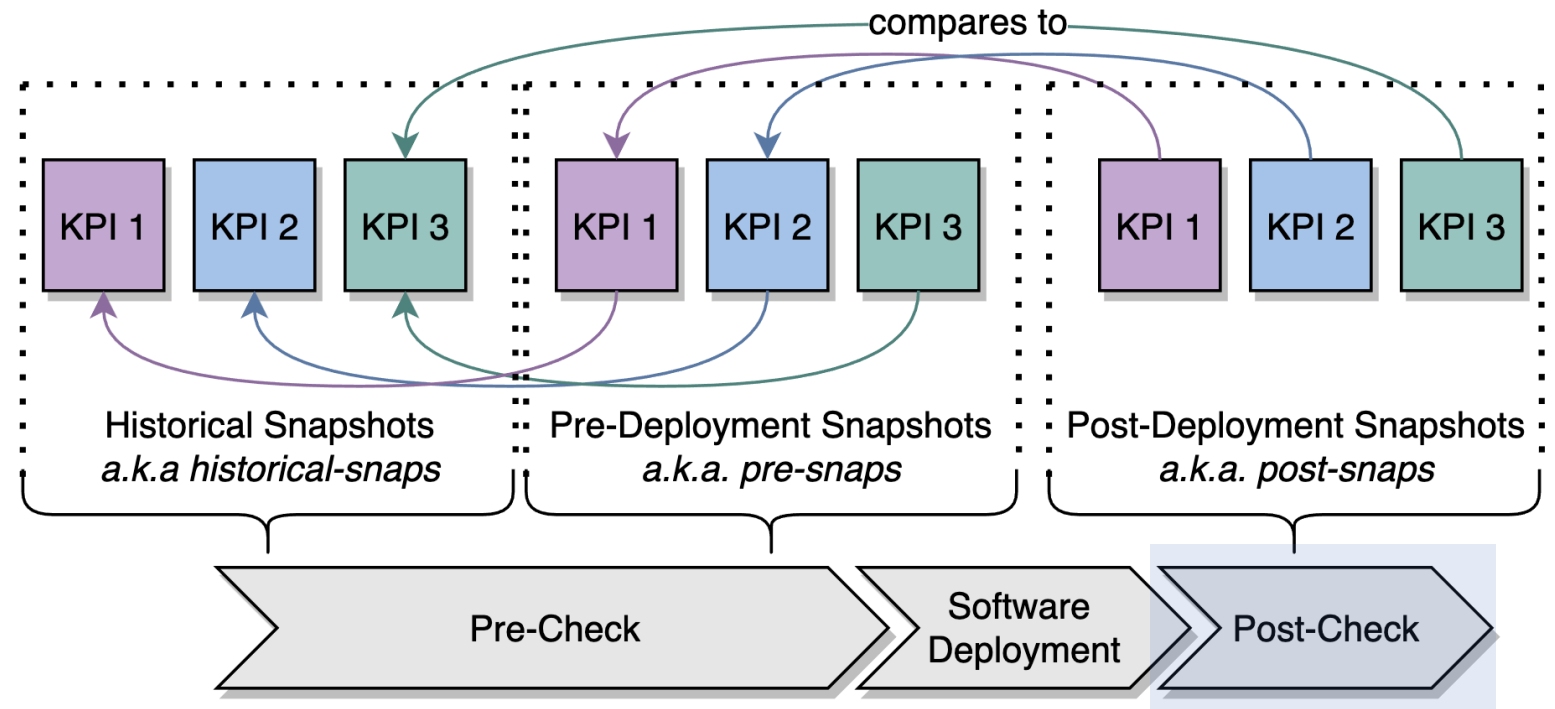 compares to
KPI 1
KPI 2
KPI 3
KPI 1
KPI 2
KPI 3
KPI 1
KPI 2
KPI 3
Historical Snapshots
a.k.a historical-snaps
Pre-Deployment Snapshots
a.k.a. pre-snaps
Post-Deployment Snapshots
a.k.a. post-snaps
Pre-Check
Software
Deployment
Post-Check